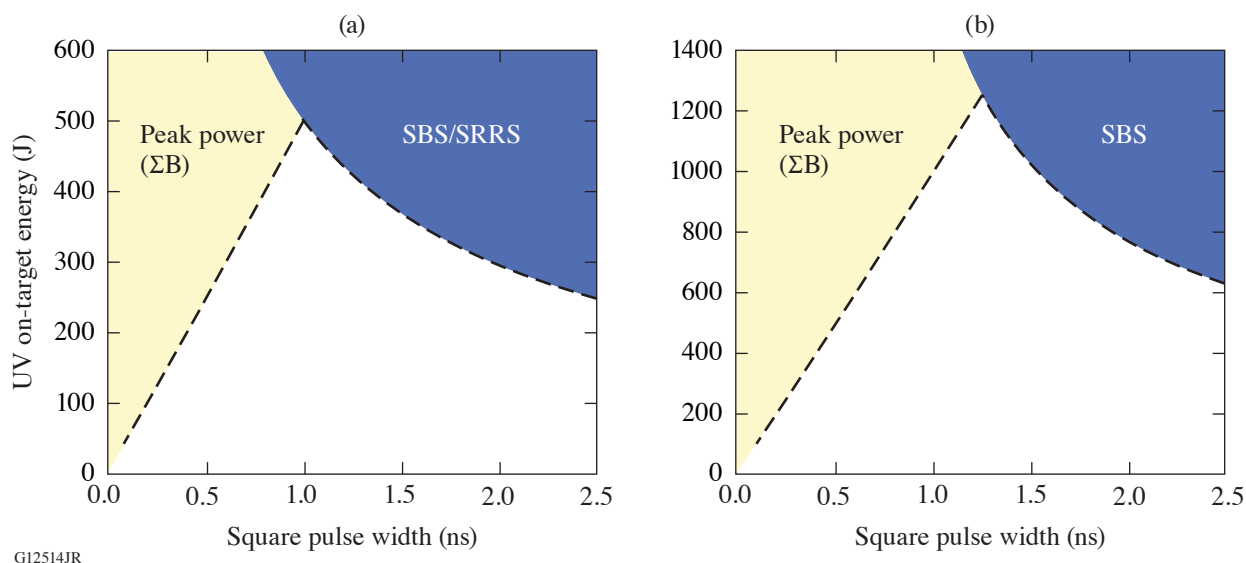 (a)
600
500
400
300
200
100
0
UV on-target energy (J)
Peak power
(ΣB)
SBS/SRRS
0.0 0.5 1.0 1.5 2.0 2.5
Square pulse width (ns)
(b)
1400
1200
1000
800
600
400
200
0
Peak power
(ΣB)
SBS
0.0 0.5 1.0 1.5 2.0 2.5
Square pulse width (ns)
G12514JR